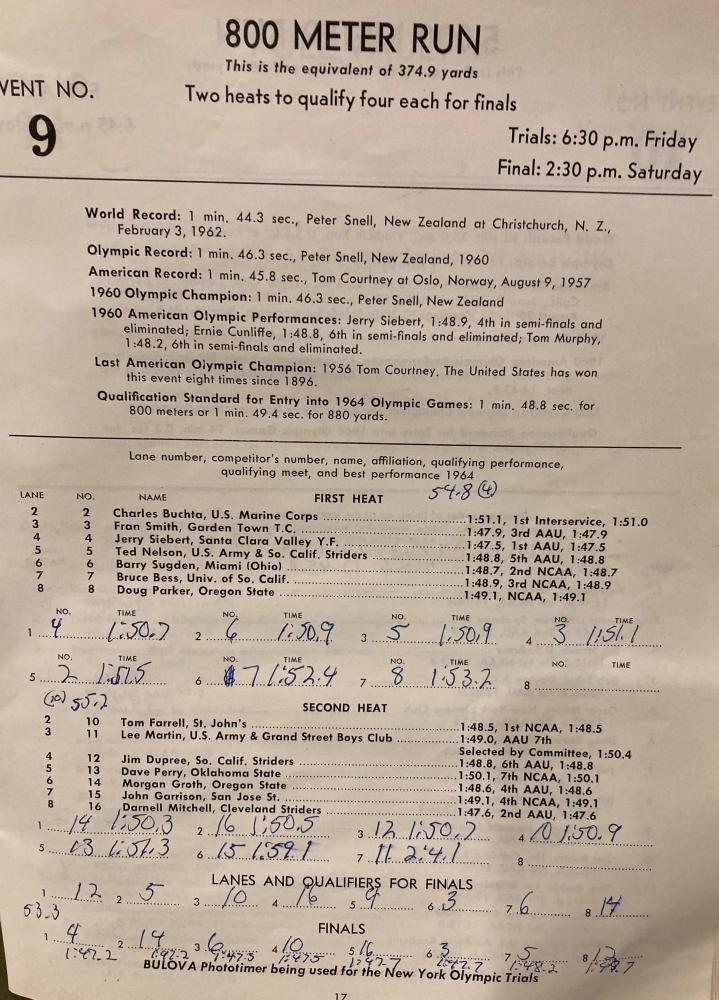 800 METER RUN
This is the equivalent of 374.9 yards
VENT NO.
9
Two heats to qualify four each for finals
Trials: 6:30 p.m. Friday
Final: 2:30 p.m. Saturday
World Record: 1 min. 44.3 sec., Peter Snell, New Zealand at Christchurch, N. Z.,
February 3, 1962.
Olympic Record: 1 min. 46.3 sec., Peter Snell, New Zealand, 1960
American Record: 1 min. 45.8 sec., Tom Courtney at Oslo, Norway, August 9, 1957
1960 Olympic Champion: 1 min. 46.3 sec., Peter Snell, New Zealand
1960 American Olympic Performances: Jerry Siebert, 1:48.9, 4th in semi-finals and
eliminated; Ernie Cunliffe, 1:48.8, 6th in semi-finals and eliminated; Tom Murphy,
1:48.2, 6th in semi-finals and eliminated.
Last American Olympic Champion: 1956 Tom Courtney. The United States has won
this event eight times since 1896.
Qualification Standard for Entry into 1964 Olympic Games: 1 min. 48.8 sec. for
800 meters or 1 min. 49.4 sec. for 880 yards.
Lane number, competitor's number, name, affiliation, qualifying performance,
qualifying meet, and best performance 1964
LANE NO. NAME FIRST HEAT 54.8 (4)
2 2 Charles Buchta, U.S. Marine Corps 1:51.1, 1st Interservice, 1:51.0
3 3 Fran Smith, Garden Town T.C. 1:47.9, 3rd AAU, 1:47.9
4 4 Jerry Siebert, Santa Clara Valley Y.F. 1:47.5, 1st AAU, 1:47.5
5 5 Ted Nelson, U.S. Army & So. Calif. Striders 1:48.8, 5th AAU, 1:48.8
6 6 Barry Sugden, Miami (Ohio) 1:48.7, 2nd NCAA, 1:48.7
7 7 Bruce Bess, Univ. of So. Calif. 1:48.9, 3rd NCAA, 1:48.9
8 8 Doug Parker, Oregon State 1:49.1, NCAA, 1:49.1
NO. TIME NO. TIME NO. TIME NO. TIME
1 4 1:50.7 2 6 1:50.9 3 5 1:50.9 4 3 1:51.1
NO. TIME NO. TIME NO. TIME NO. TIME
5 2 1:51.5 6 7 1:52.4 7 8 1:53.2 8
(10) 55.2
SECOND HEAT
2 10 Tom Farrell, St. John's 1:48.5, 1st NCAA, 1:48.5
3 11 Lee Martin, U.S. Army & Grand Street Boys Club 1:49.0, AAU 7th
Selected by Committee, 1:50.4
4 12 Jim Dupree, So. Calif. Striders 1:48.8, 6th AAU, 1:48.8
5 13 Dave Perry, Oklahoma State 1:50.1, 7th NCAA, 1:50.1
6 14 Morgan Groth, Oregon State 1:48.6, 4th AAU, 1:48.6
7 15 John Garrison, San Jose St. 1:49.1, 4th NCAA, 1:49.1
8 16 Darnell Mitchell, Cleveland Striders 1:47.6, 2nd AAU, 1:47.6
1 14 1:50.3 2 16 1:50.5 3 12 1:50.7 4 10 1:50.9
5 13 1:51.3 6 15 1:59.1 7 11 2:4.1 8
LANES AND QUALIFIERS FOR FINALS
1 12 2 5 3 10 4 16 5 4 6 3 7 6 8 14
53.3
FINALS
1 4 2 14 3 6 4 10 5 16 6 3 7 5 8 12
1:47.2 1:47.2 1:47.5 1:47.5 1:47.7 1:47.7 1:48.2
BULOVA Phototimer being used for the New York Olympic Trials
17